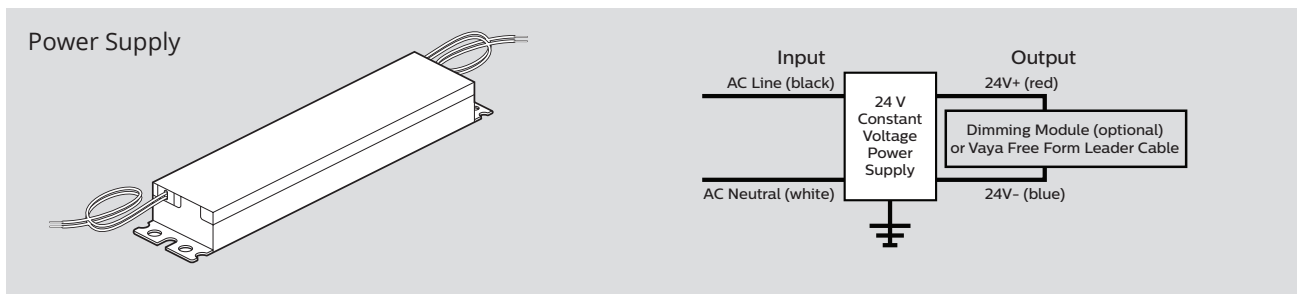 Power Supply
Input
Output
AC Line (black)
24V+ (red)
24 V
Constant
Voltage
Power
Supply
Dimming Module (optional)
or Vaya Free Form Leader Cable
AC Neutral (white)
24V- (blue)